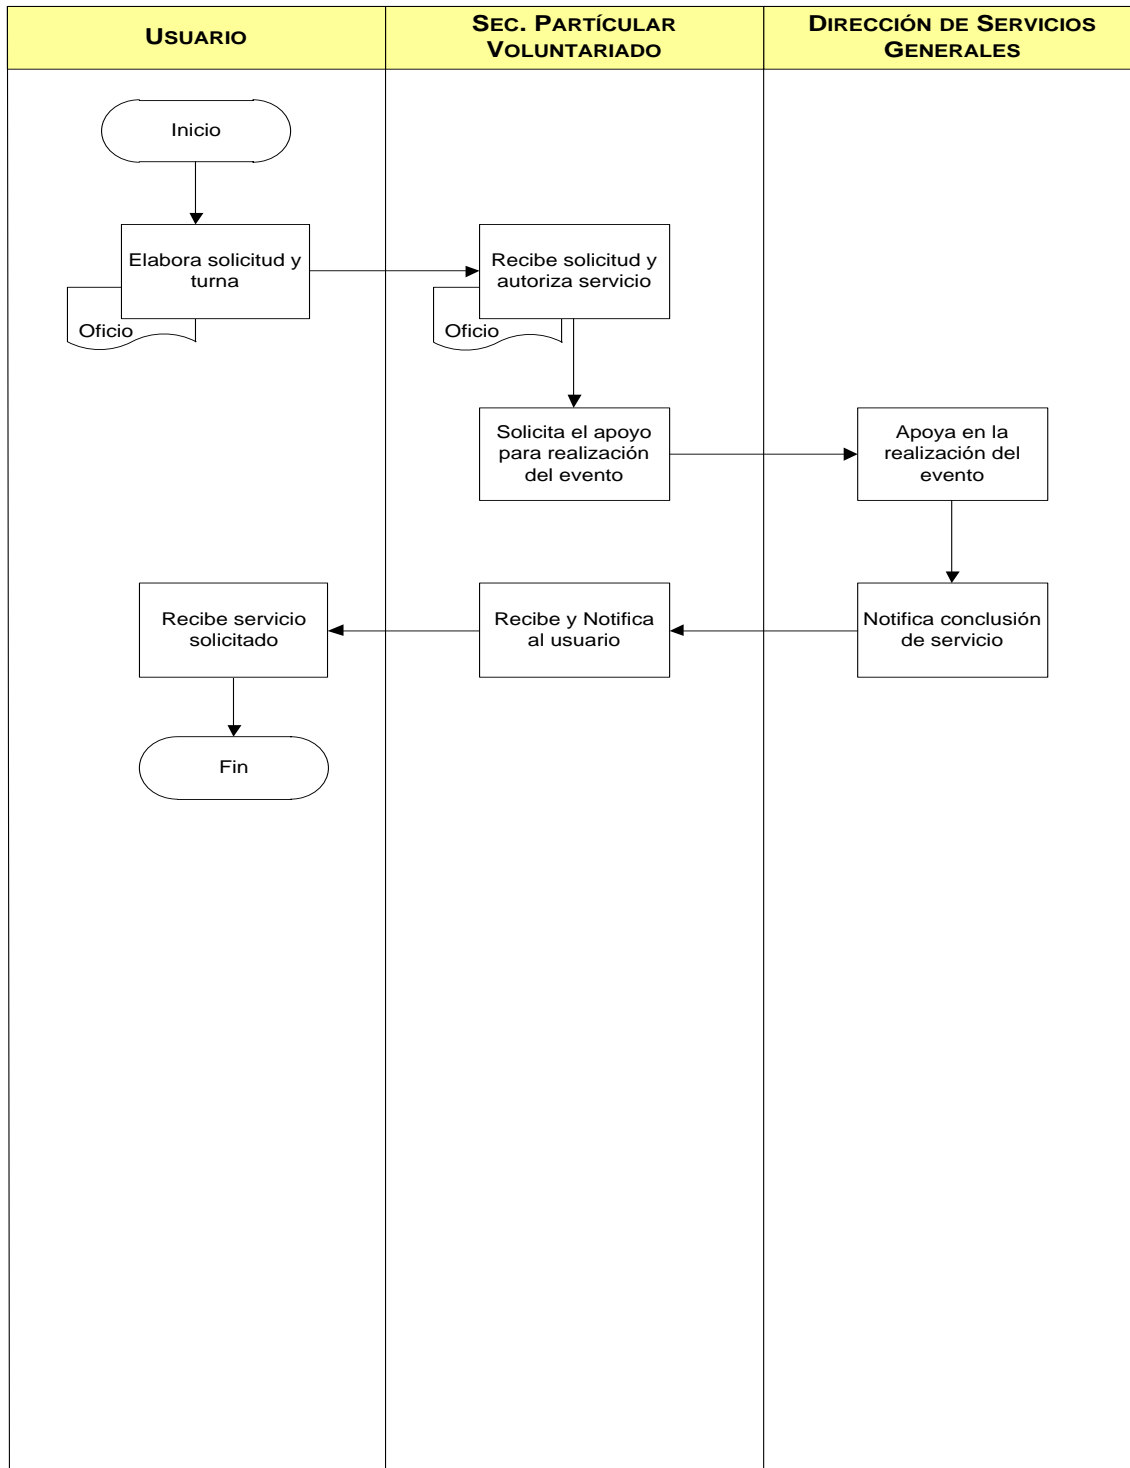 USUARIO
SEC. PARTÍCULAR
VOLUNTARIADO
DIRECCIÓN DE SERVICIOS
GENERALES
Inicio
Elabora solicitud y
turna
Oficio
Recibe solicitud y
autoriza servicio
Oficio
Solicita el apoyo
para realización
del evento
Apoya en la
realización del
evento
Recibe servicio
solicitado
Recibe y Notifica
al usuario
Notifica conclusión
de servicio
Fin